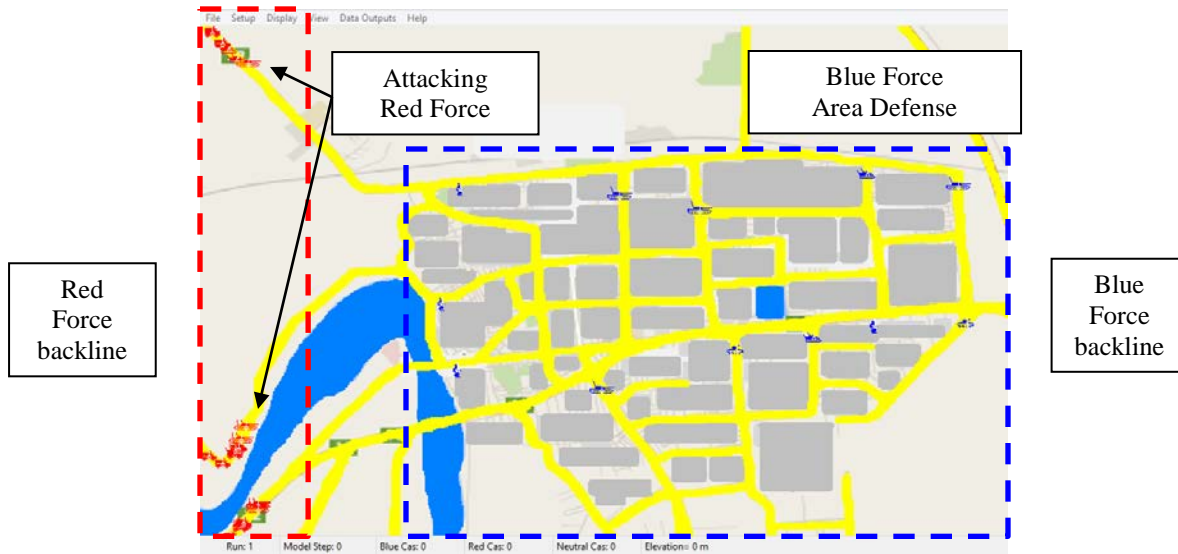 File Setup Display View Data Outputs Help
Attacking
Red Force
Blue Force
Area Defense
Red
Force
backline
Blue
Force
backline
Run: 1 Model Step: 0 Blue Cas: 0 Red Cas: 0 Neutral Cas: 0 Elevation= 0 m